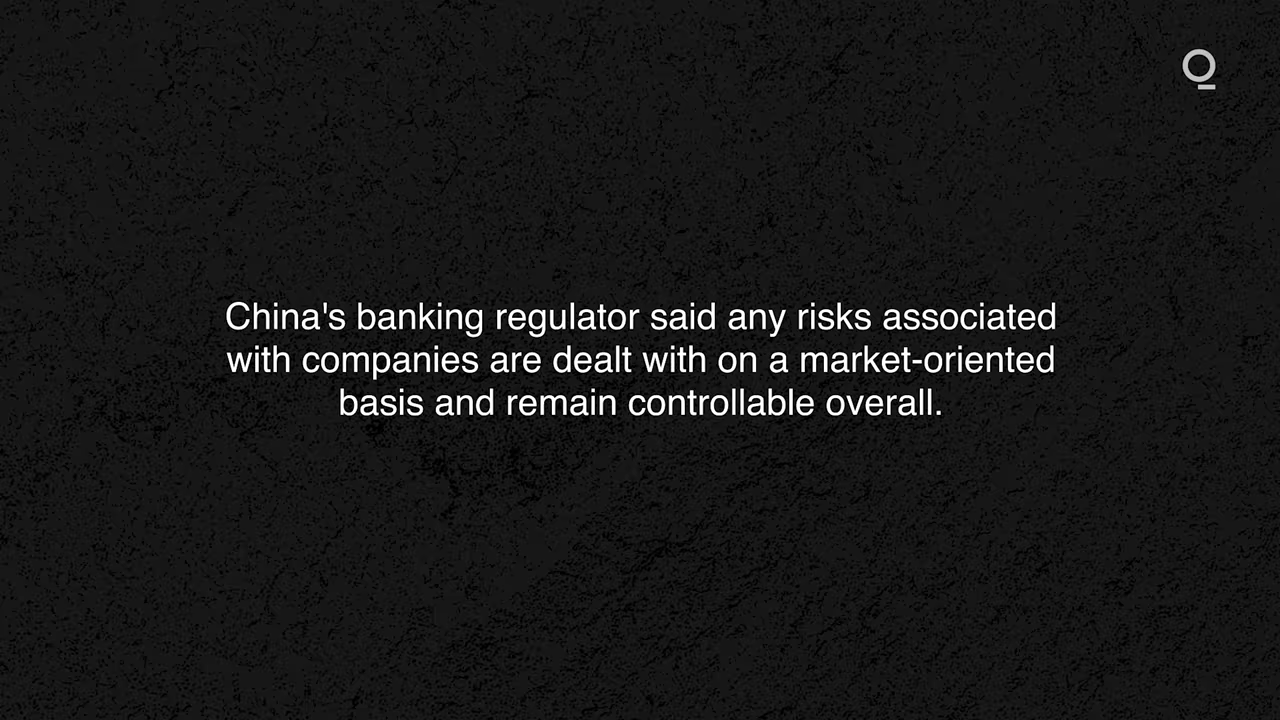 China's banking regulator said any risks associated
with companies are dealt with on a market-oriented
basis and remain controllable overall.